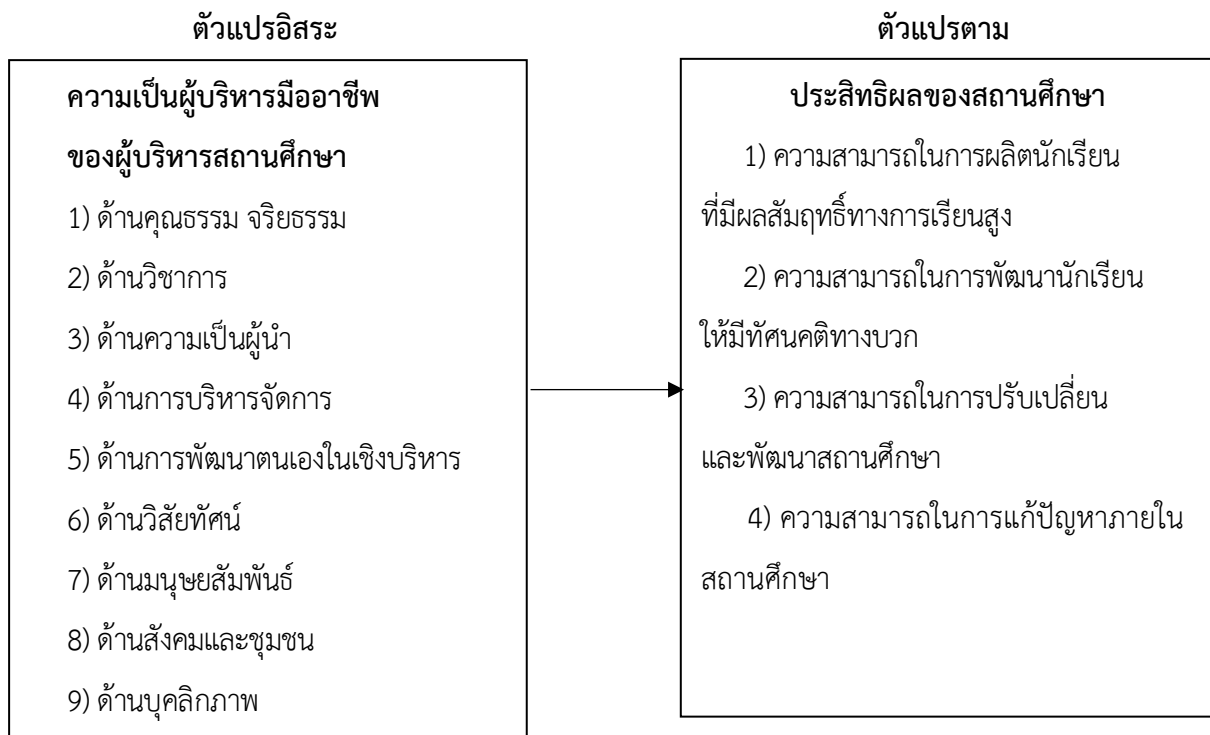 ตัวแปรอิสระ
ความเป็นผู้บริหารมืออาชีพ
ของผู้บริหารสถานศึกษา
1) ด้านคุณธรรม จริยธรรม
2) ด้านวิชาการ
3) ด้านความเป็นผู้นำ
4) ด้านการบริหารจัดการ
5) ด้านการพัฒนาตนเองในเชิงบริหาร
6) ด้านวิสัยทัศน์
7) ด้านมนุษยสัมพันธ์
8) ด้านสังคมและชุมชน
9) ด้านบุคลิกภาพ
ตัวแปรตาม
ประสิทธิผลของสถานศึกษา
1) ความสามารถในการผลิตนักเรียน
ที่มีผลสัมฤทธิ์ทางการเรียนสูง
2) ความสามารถในการพัฒนานักเรียน
ให้มีทัศนคติทางบวก
3) ความสามารถในการปรับเปลี่ยน
และพัฒนาสถานศึกษา
4) ความสามารถในการแก้ปัญหาภายใน
สถานศึกษา